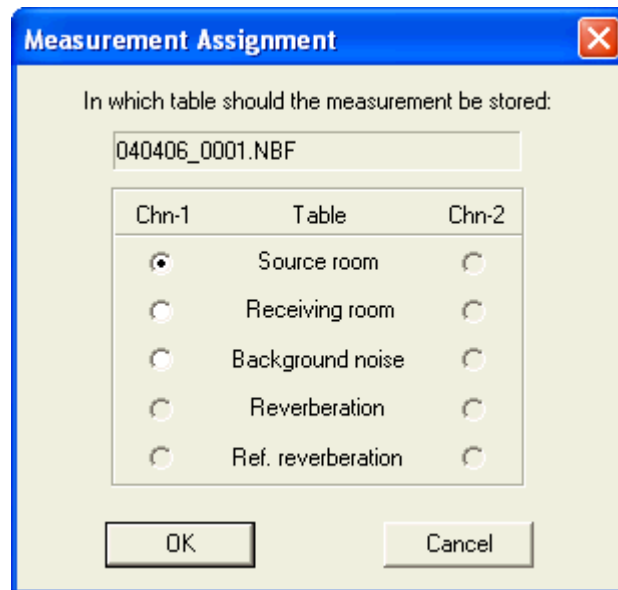 Measurement Assignment
In which table should the measurement be stored:
040406_0001.NBF
Chn-1 Table Chn-2
Source room
Receiving room
Background noise
Reverberation
Ref. reverberation
OK Cancel